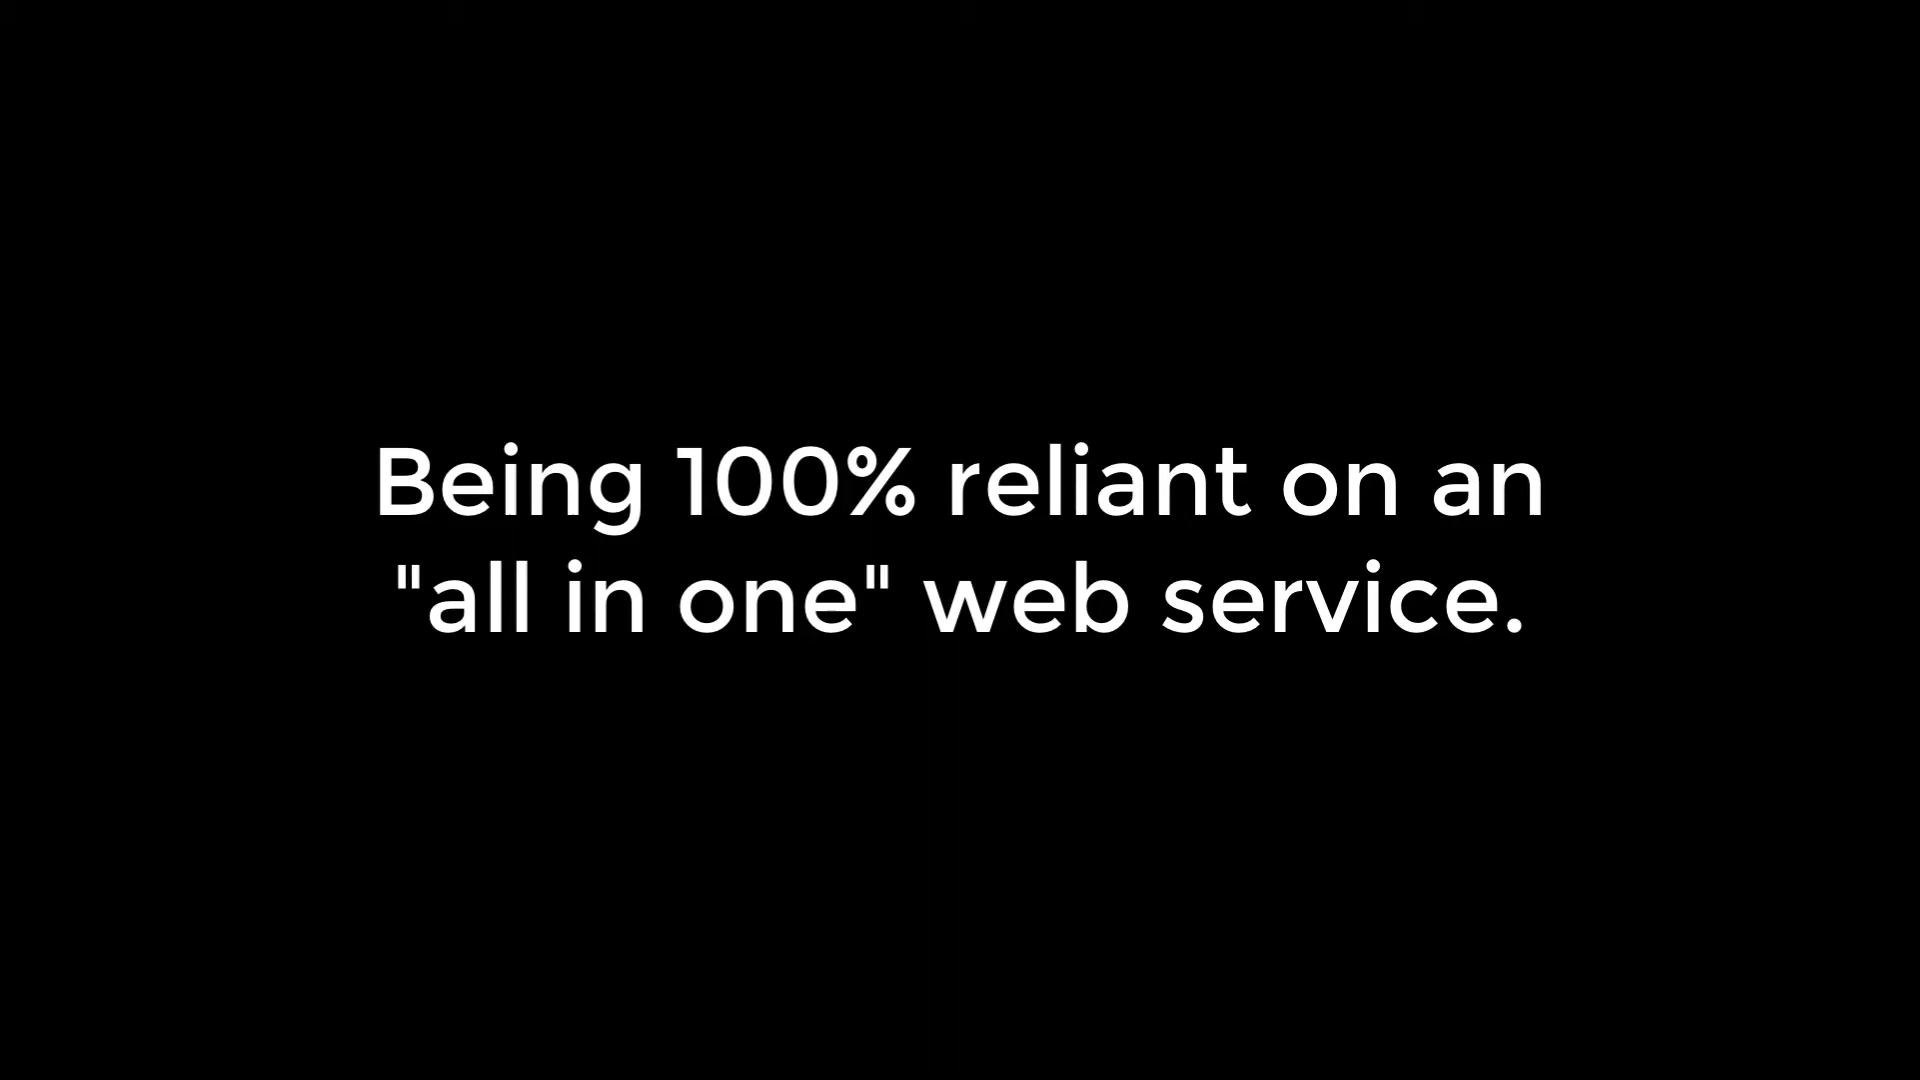 Being 100% reliant on an
"all in one" web service.